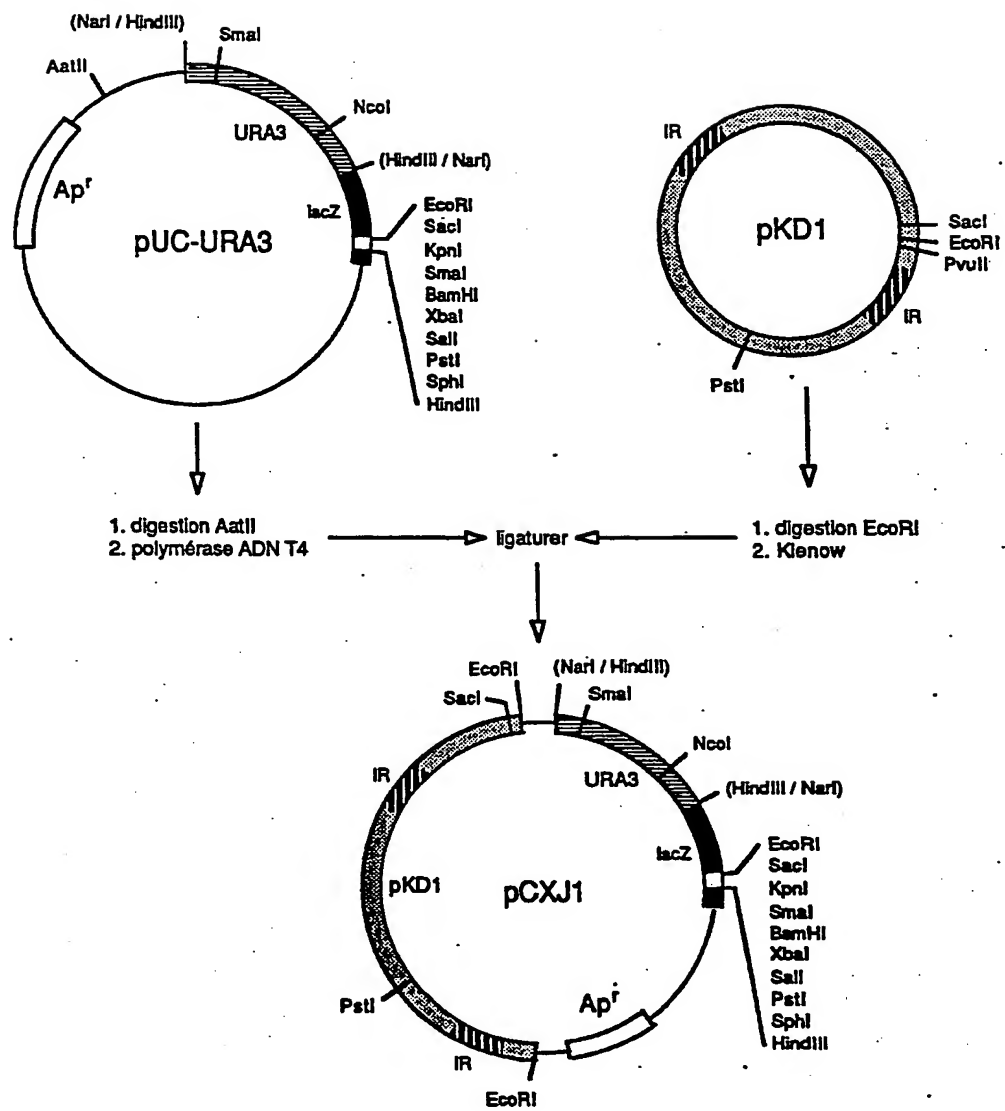 (NarI / HindIII)
SmaI
AatII
NcoI
URA3
(HindIII / NarI)
Apr
lacZ
pUC-URA3
EcoRI
SacI
KpnI
SmaI
BamHI
XbaI
SalI
PstI
SphI
HindIII
IR
pKD1
SacI
EcoRI
PvuII
IR
PstI
1. digestion AatII
2. polymérase ADN T4
ligaturer
1. digestion EcoRI
2. Klenow
EcoRI
(NarI / HindIII)
SacI
SmaI
NcoI
IR
URA3
(HindIII / NarI)
lacZ
pKD1
pCXJ1
EcoRI
SacI
KpnI
SmaI
BamHI
XbaI
SalI
PstI
SphI
HindIII
PstI
Apr
IR
EcoRI